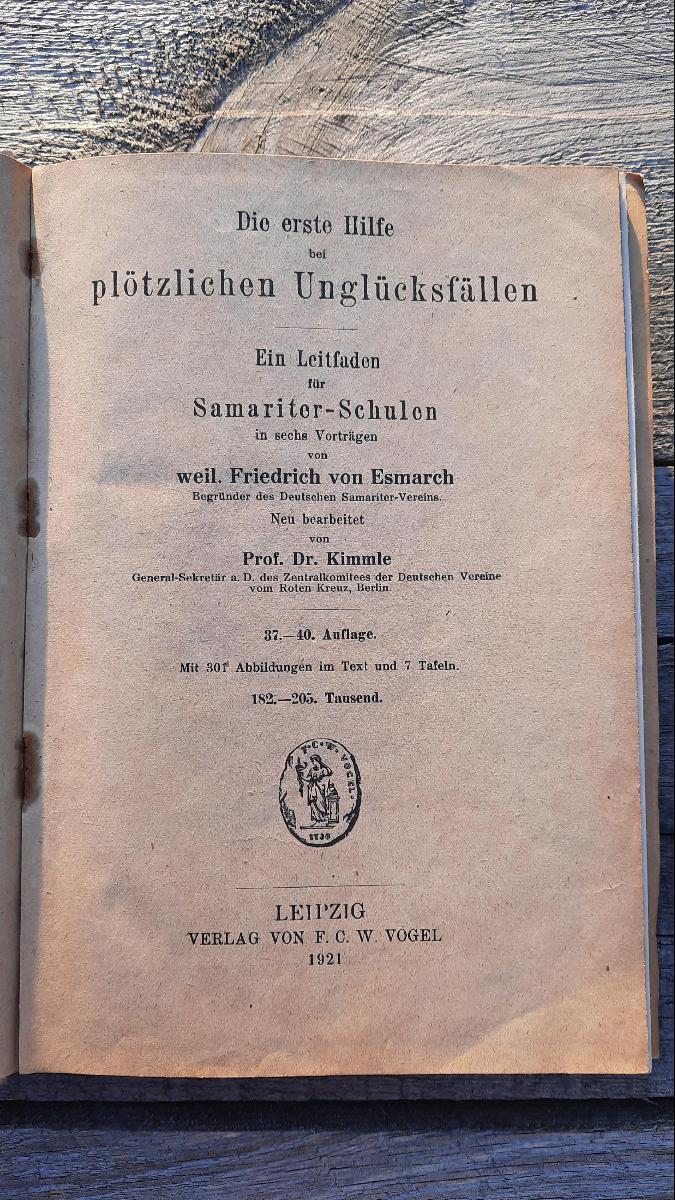 Die erste Hilfe
bei
plötzlichen Unglücksfällen
Ein Leitfaden
für
Samariter-Schulen
in sechs Vorträgen
von
weil. Friedrich von Esmarch
Begründer des Deutschen Samariter-Vereins.
Neu bearbeitet
von
Prof. Dr. Kimmle
General-Sekretär a. D. des Zentralkomitees der Deutschen Vereine
vom Roten Kreuz, Berlin.
37.—40. Auflage.
Mit 301 Abbildungen im Text und 7 Tafeln.
182.—205. Tausend.
F·C·W·VOGEL·
LEIPZIG
VERLAG VON F. C. W. VOGEL
1921